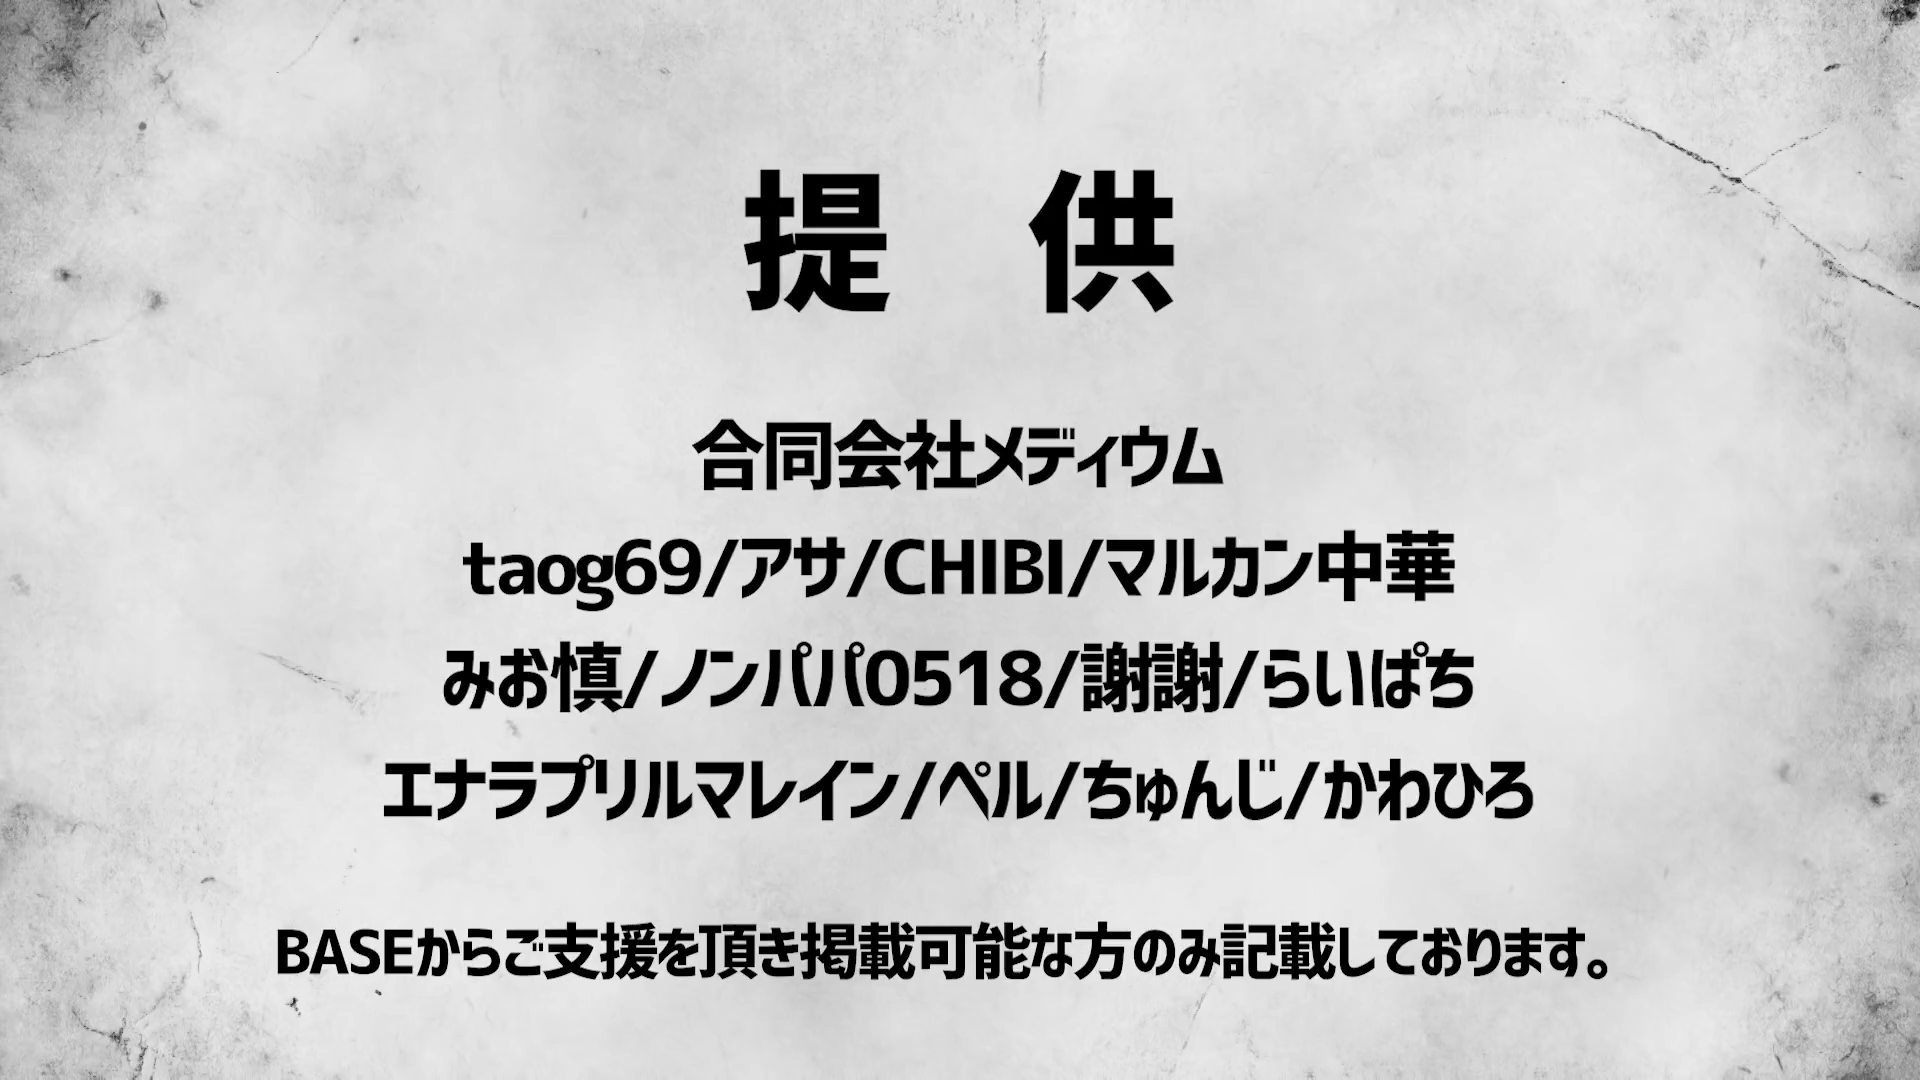 提 供
合同会社メディウム
taog69/アサ/CHIBI/マルカン中華
みお慎/ノンパパ0518/謝謝/らいぱち
エナラプリルマレイン/ペル/ちゅんじ/かわひろ
BASEからご支援を頂き掲載可能な方のみ記載しております。